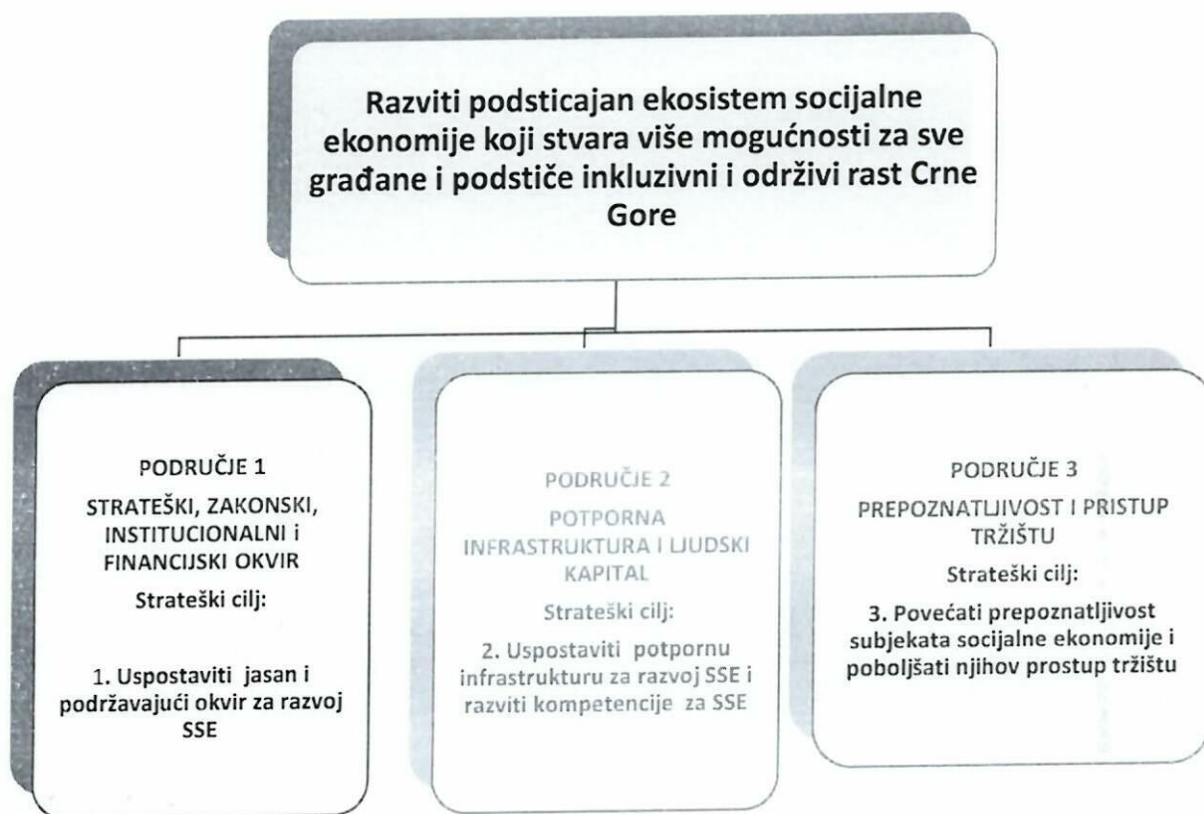 Razviti podsticajan ekosistem socijalne
ekonomije koji stvara više mogućnosti za sve
građane i podstiče inkluzivni i održivi rast Crne
Gore
PODRUČJE 1
STRATEŠKI, ZAKONSKI,
INSTITUCIONALNI i
FINANCIJSKI OKVIR
Strateški cilj:
1. Uspostaviti jasan i
podržavajući okvir za razvoj
SSE
PODRUČJE 2
POTPORNA
INFRASTRUKTURA I LJUDSKI
KAPITAL
Strateški cilj:
2. Uspostaviti potpornu
infrastrukturu za razvoj SSE i
razviti kompetencije za SSE
PODRUČJE 3
PREPOZNATLJIVOST I PRISTUP
TRŽIŠTU
Strateški cilj:
3. Povećati prepoznatljivost
subjekata socijalne ekonomije i
poboljšati njihov prostup tržištu